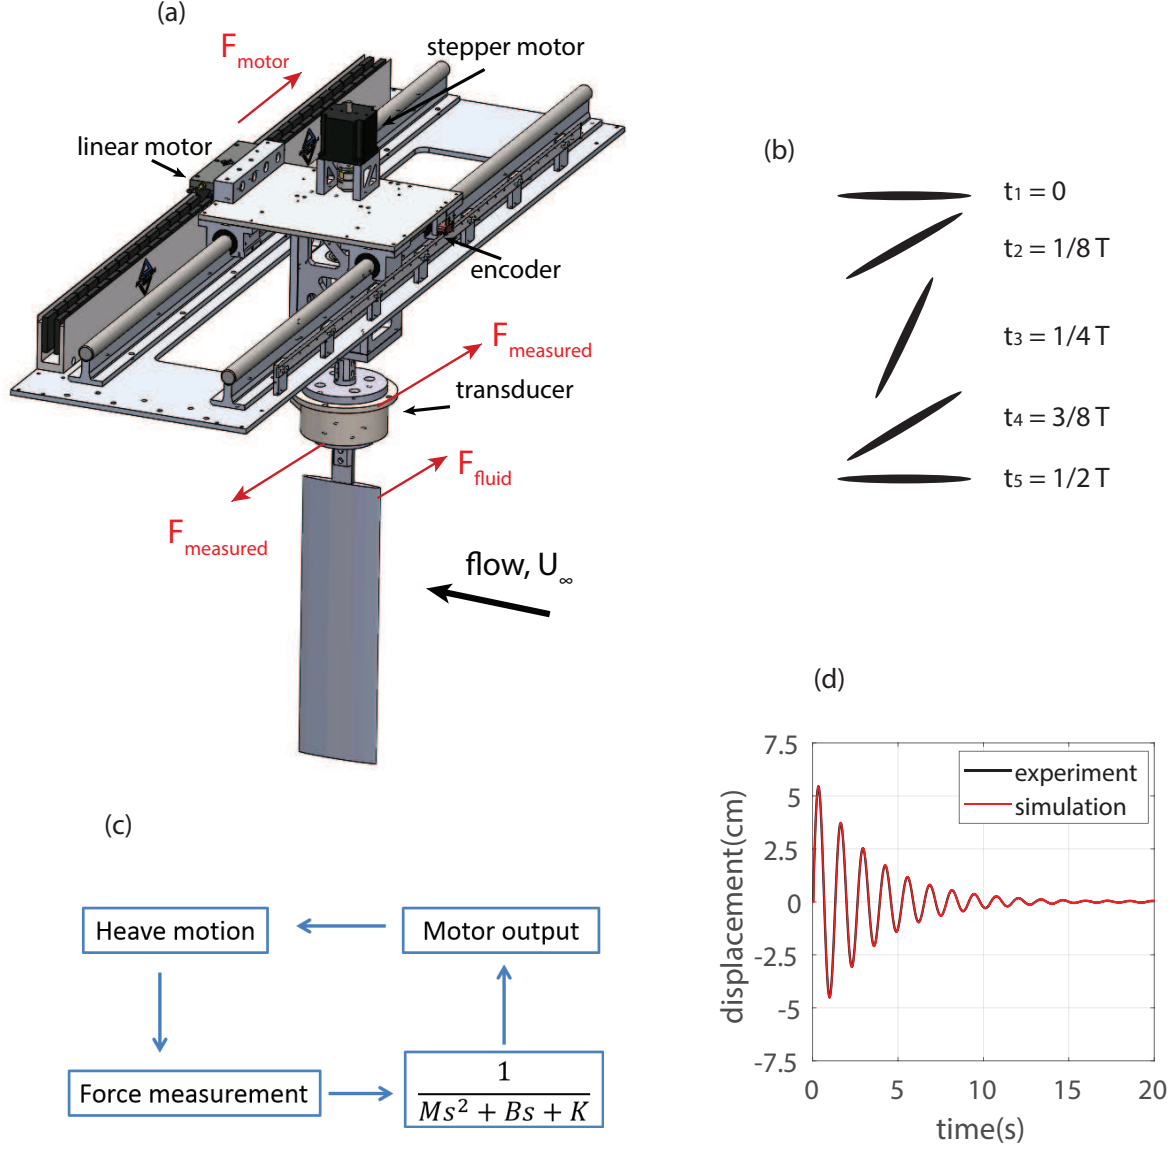 (a)
F motor
stepper motor
linear motor
encoder
F measured
transducer
F fluid
F measured
flow, U∞
(b)
t1 = 0
t2 = 1/8 T
t3 = 1/4 T
t4 = 3/8 T
t5 = 1/2 T
(c)
Heave motion
Motor output
Force measurement
1
Ms² + Bs + K
(d)
7.5
5
2.5
0
-2.5
-5
-7.5
displacement(cm)
experiment
simulation
0 5 10 15 20
time(s)